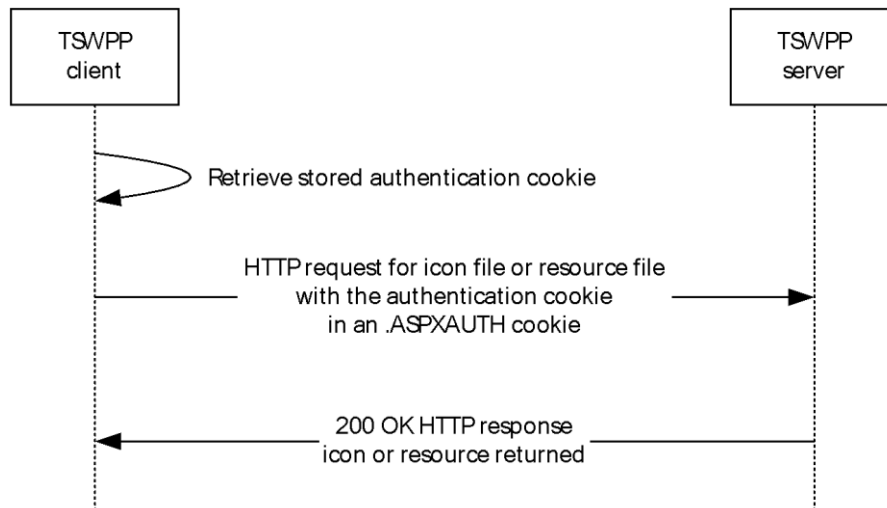 TSWPP
client
TSWPP
server
Retrieve stored authentication cookie
HTTP request for icon file or resource file
with the authentication cookie
in an .ASPXAUTH cookie
200 OK HTTP response
icon or resource returned